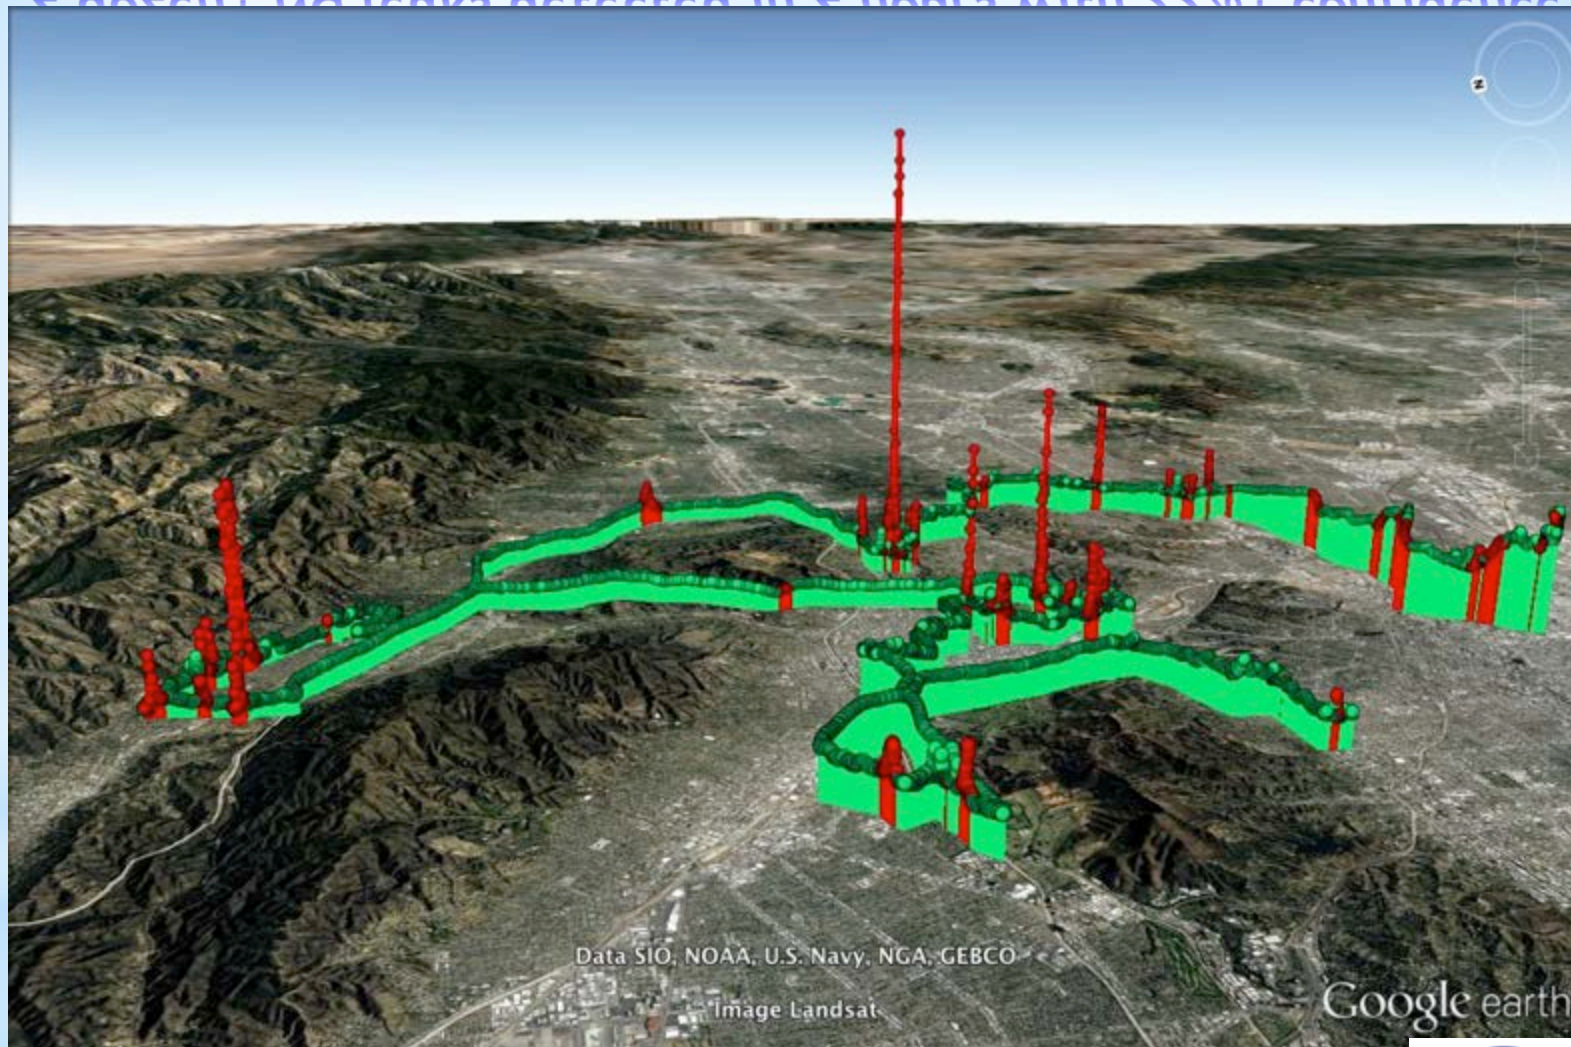 N
Data SIO, NOAA, U.S. Navy, NGA, GEBCO
Image Landsat
Google earth